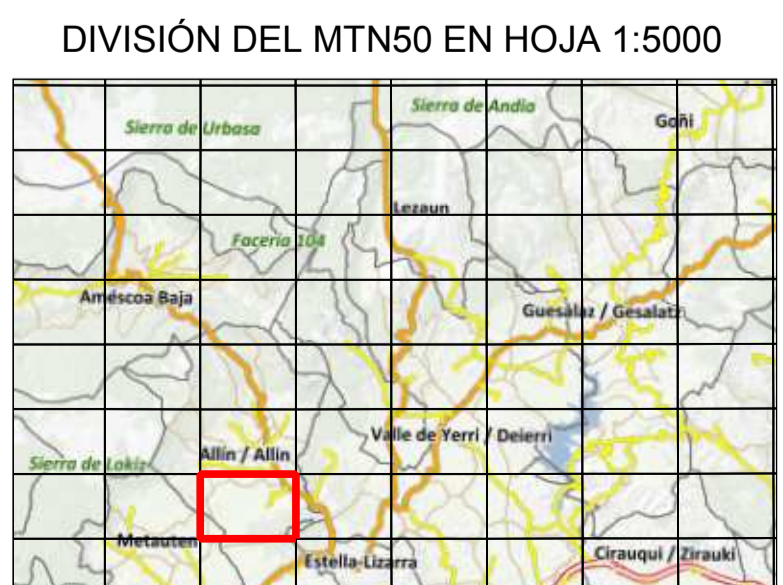 DIVISIÓN DEL MTN50 EN HOJA 1:5000
Sierra de Andia
Sierra de Urbasa
Goñi
Lezaun
Facería 104
Améscoa Baja
Guesálaz / Gesalatz
Valle de Yerri / Deierri
Allín / Allin
Sierra de Lokiz
Metauten
Estella-Lizarra
Cirauqui / Zirauki